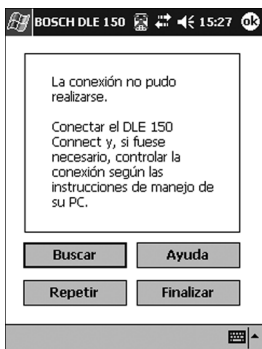 BOSCH DLE 150 15:27 ok
La conexión no pudo
realizarse.
Conectar el DLE 150
Connect y, si fuese
necesario, controlar la
conexión según las
instrucciones de manejo de
su PC.
Buscar Ayuda
Repetir Finalizar